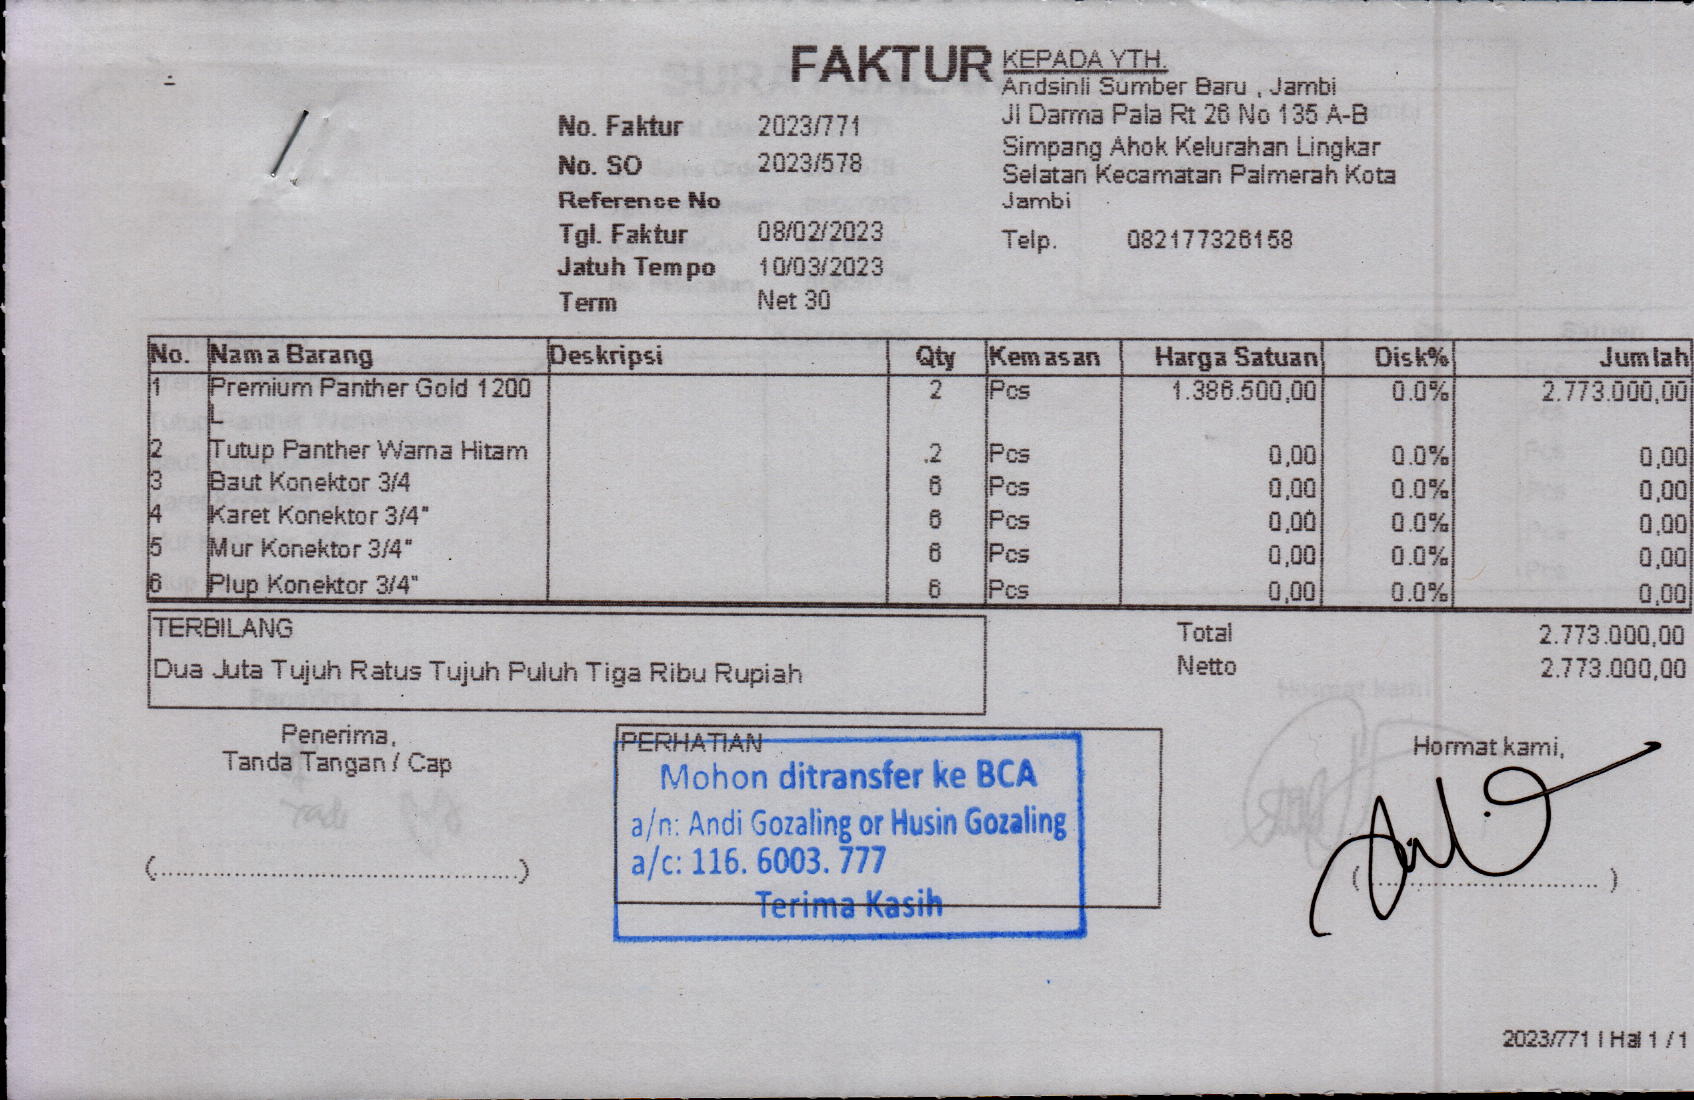 FAKTUR
KEPADA YTH.
Andsinli Sumber Baru , Jambi
Jl Darma Pala Rt 26 No 135 A-B
Simpang Ahok Kelurahan Lingkar
Selatan Kecamatan Palmerah Kota
Jambi
Telp. 082177326158
No. Faktur 2023/771
No. SO 2023/578
Reference No
Tgl. Faktur 08/02/2023
Jatuh Tempo 10/03/2023
Term Net 30
No. Nama Barang Deskripsi Qty Kemasan Harga Satuan Disk% Jumlah
1 Premium Panther Gold 1200 2 Pcs 1.386.500,00 0.0% 2.773.000,00
L
2 Tutup Panther Warna Hitam 2 Pcs 0,00 0.0% 0,00
3 Baut Konektor 3/4 6 Pcs 0,00 0.0% 0,00
4 Karet Konektor 3/4" 6 Pcs 0,00 0.0% 0,00
5 Mur Konektor 3/4" 6 Pcs 0,00 0.0% 0,00
6 Plup Konektor 3/4" 6 Pcs 0,00 0.0% 0,00
TERBILANG
Dua Juta Tujuh Ratus Tujuh Puluh Tiga Ribu Rupiah
Total 2.773.000,00
Netto 2.773.000,00
Penerima,
Tanda Tangan / Cap
(..........................................)
PERHATIAN
Mohon ditransfer ke BCA
a/n: Andi Gozaling or Husin Gozaling
a/c: 116. 6003. 777
Terima Kasih
Hormat kami,
(..............................)
2023/771 | Hal 1 / 1